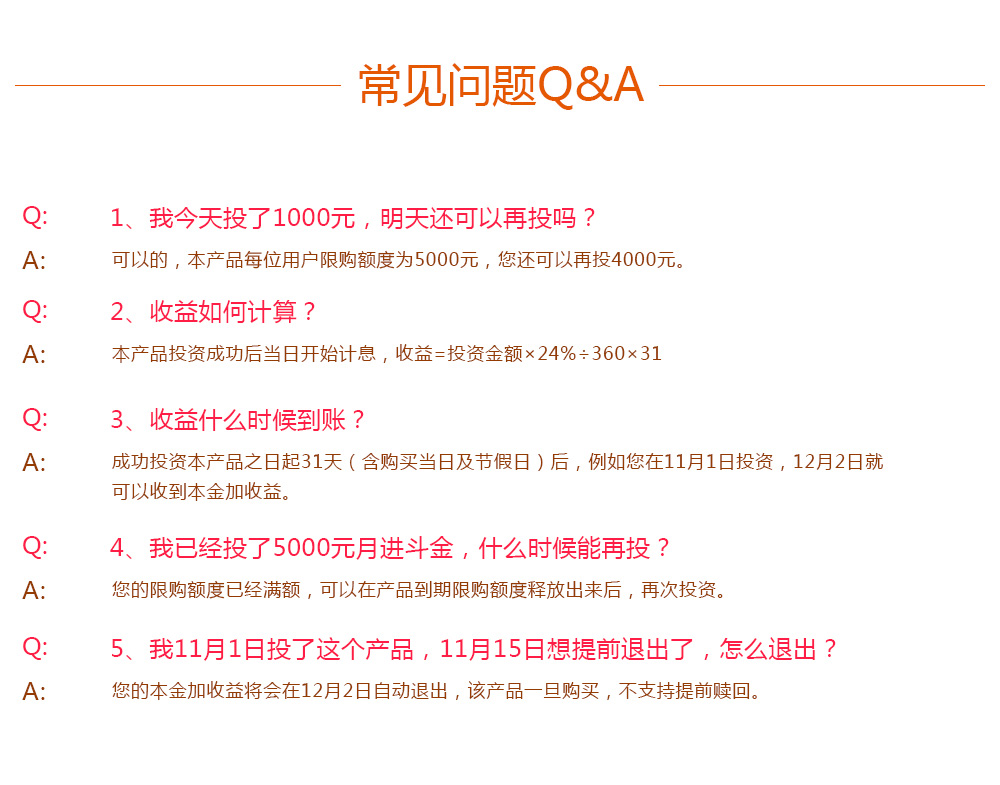 常见问题Q&A
Q: 1、我今天投了1000元，明天还可以再投吗？
A: 可以的，本产品每位用户限购额度为5000元，您还可以再投4000元。
Q: 2、收益如何计算？
A: 本产品投资成功后当日开始计息，收益=投资金额×24%÷360×31
Q: 3、收益什么时候到账？
A: 成功投资本产品之日起31天（含购买当日及节假日）后，例如您在11月1日投资，12月2日就
可以收到本金加收益。
Q: 4、我已经投了5000元月进斗金，什么时候能再投？
A: 您的限购额度已经满额，可以在产品到期限购额度释放出来后，再次投资。
Q: 5、我11月1日投了这个产品，11月15日想提前退出了，怎么退出？
A: 您的本金加收益将会在12月2日自动退出，该产品一旦购买，不支持提前赎回。